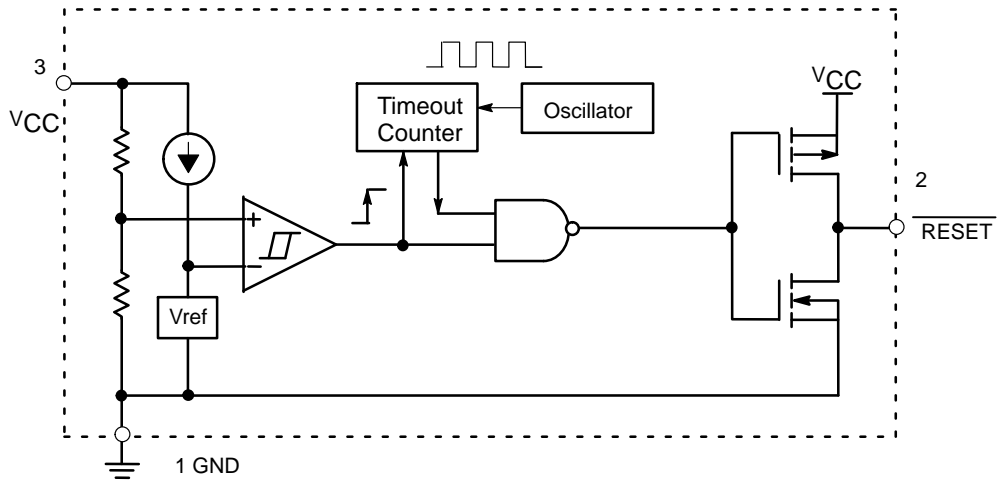 3
VCC
Timeout
Counter
Oscillator
VCC
+
−
Vref
2
RESET
1 GND